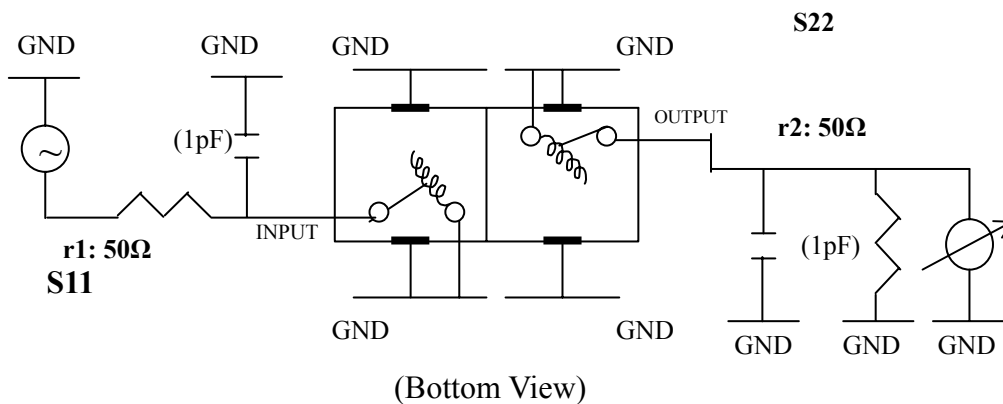 S22
GND
GND
GND
GND
(1pF)
OUTPUT
r2: 50Ω
INPUT
r1: 50Ω
S11
(1pF)
GND
GND
GND
GND
GND
(Bottom View)